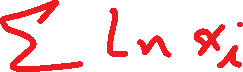 ∑ ln xᵢ